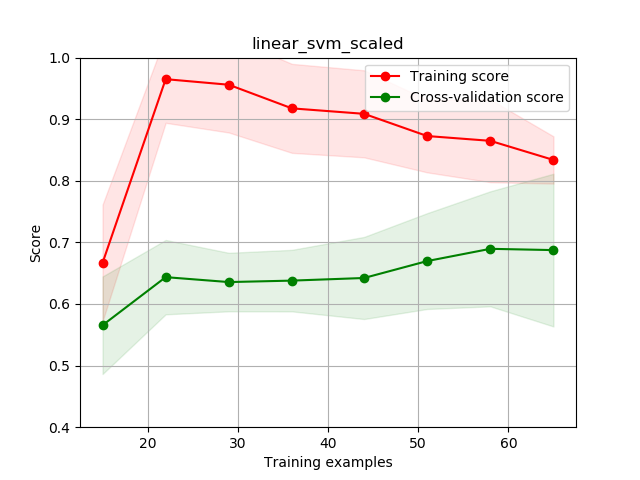 linear_svm_scaled
Training score
Cross-validation score
1.0
0.9
0.8
0.7
0.6
0.5
0.4
Score
20 30 40 50 60
Training examples